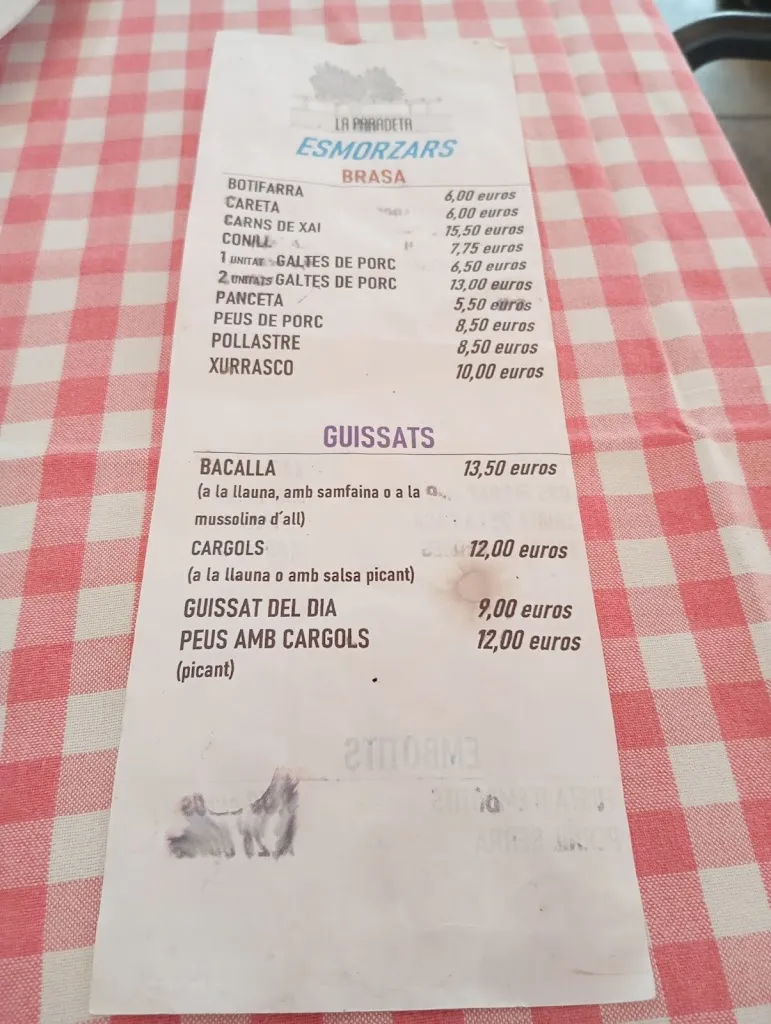 LA PARADETA
ESMORZARS
BRASA
BOTIFARRA 6,00 euros
CARETA 6,00 euros
CARNS DE XAI 15,50 euros
CONILL 7,75 euros
1 UNITAT GALTES DE PORC 6,50 euros
2 UNITATS GALTES DE PORC 13,00 euros
PANCETA 5,50 euros
PEUS DE PORC 8,50 euros
POLLASTRE 8,50 euros
XURRASCO 10,00 euros
GUISSATS
BACALLA 13,50 euros
(a la llauna, amb samfaina o a la
mussolina d´all)
CARGOLS 12,00 euros
(a la llauna o amb salsa picant)
GUISSAT DEL DIA 9,00 euros
PEUS AMB CARGOLS 12,00 euros
(picant)
EMBOTITS